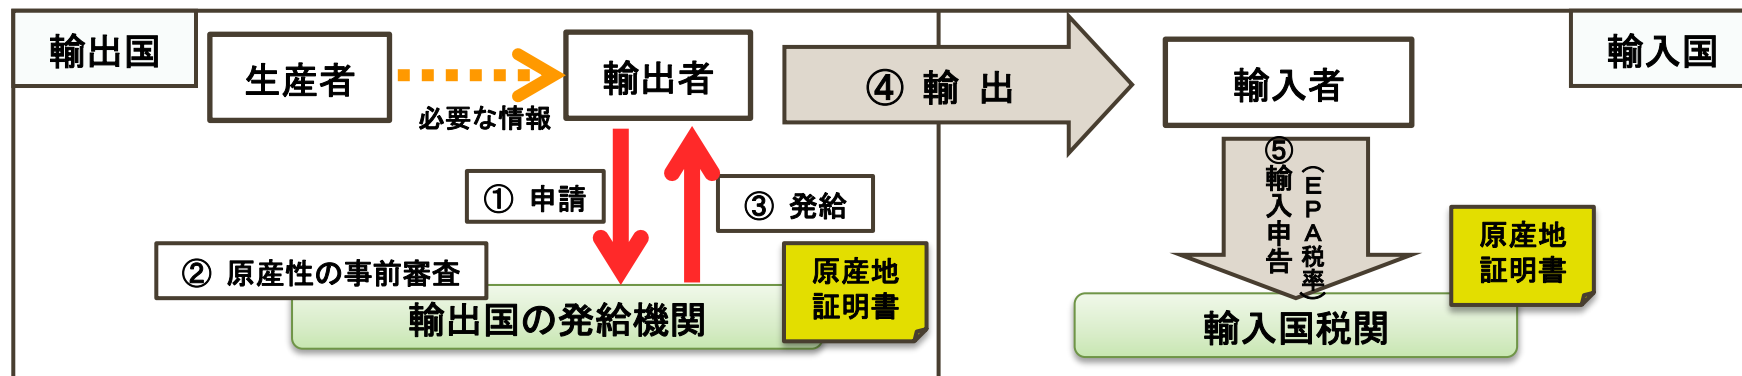 輸出国
生産者
必要な情報
輸出者
④ 輸 出
輸入者
輸入国
① 申請
③ 発給
② 原産性の事前審査
輸出国の発給機関
原産地
証明書
⑤輸入申告
（ＥＰＡ税率）
原産地
証明書
輸入国税関